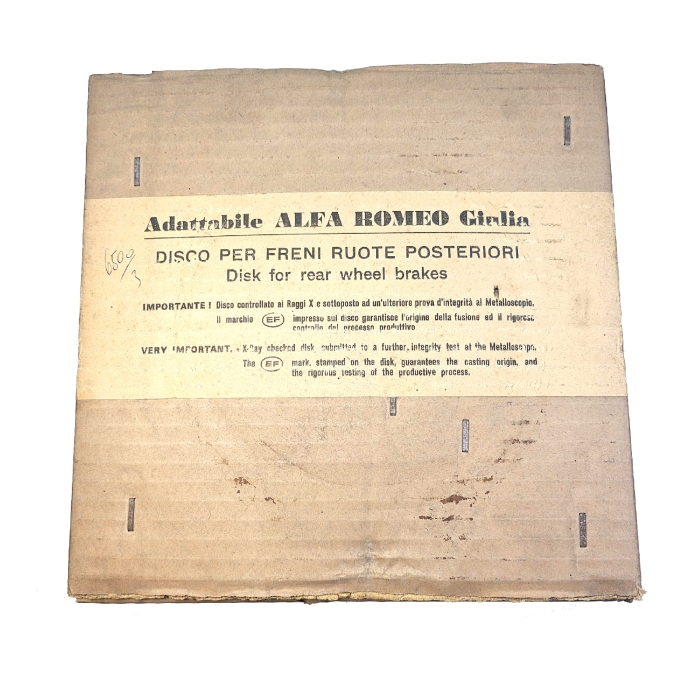 Adattabile ALFA ROMEO Giulia
DISCO PER FRENI RUOTE POSTERIORI
Disk for rear wheel brakes
6500/3
IMPORTANTE ! Disco controllato ai Raggi X e sottoposto ad un'ulteriore prova d'integrità al Metalloscopio.
Il marchio EF impresso sul disco garantisce l'origine della fusione ed il rigoroso
controllo del processo produttivo
VERY IMPORTANT. - X-Ray checked disk submitted to a further, integrity test at the Metalloscope.
The EF mark, stamped on the disk, guarantees the casting origin, and
the rigorous testing of the productive process.